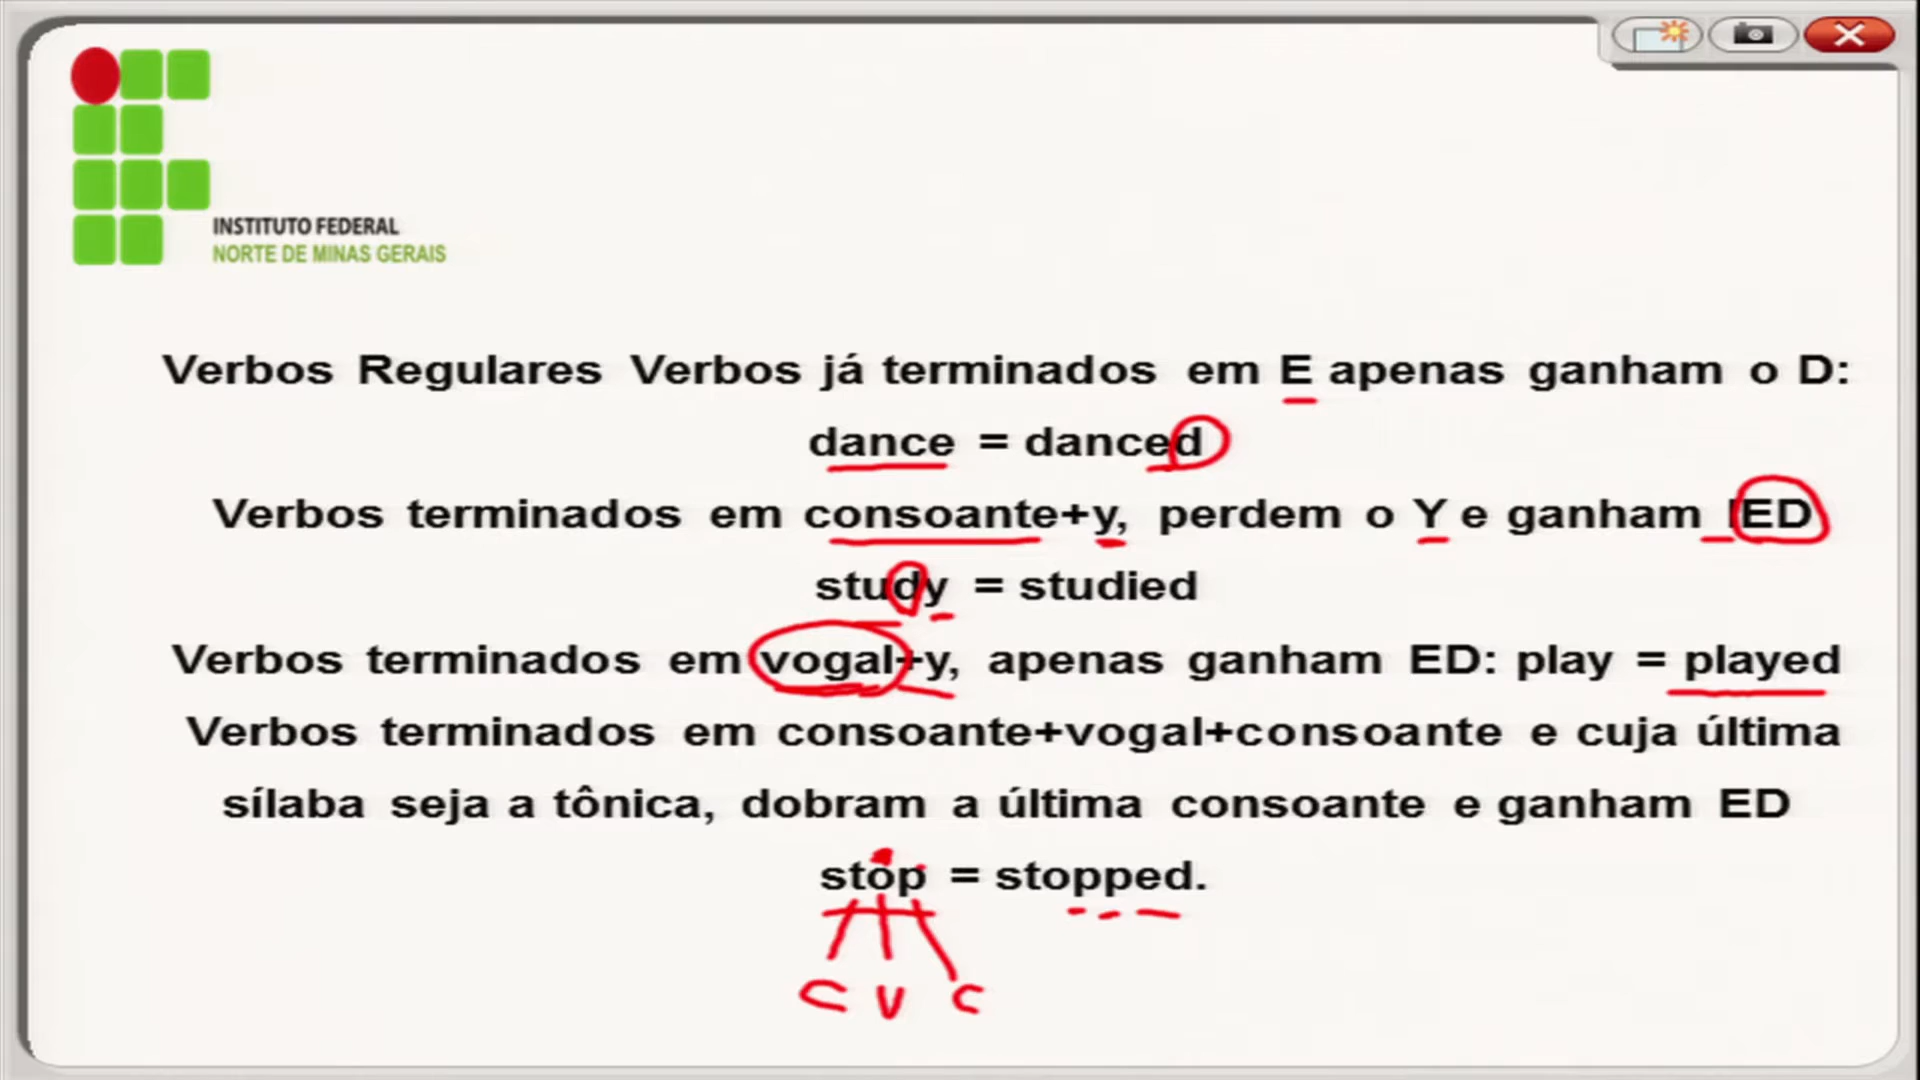 INSTITUTO FEDERAL
NORTE DE MINAS GERAIS
Verbos Regulares Verbos já terminados em E apenas ganham o D:
dance = danced
Verbos terminados em consoante+y, perdem o Y e ganham IED
study = studied
Verbos terminados em vogal+y, apenas ganham ED: play = played
Verbos terminados em consoante+vogal+consoante e cuja última
sílaba seja a tônica, dobram a última consoante e ganham ED
stop = stopped.
C V C